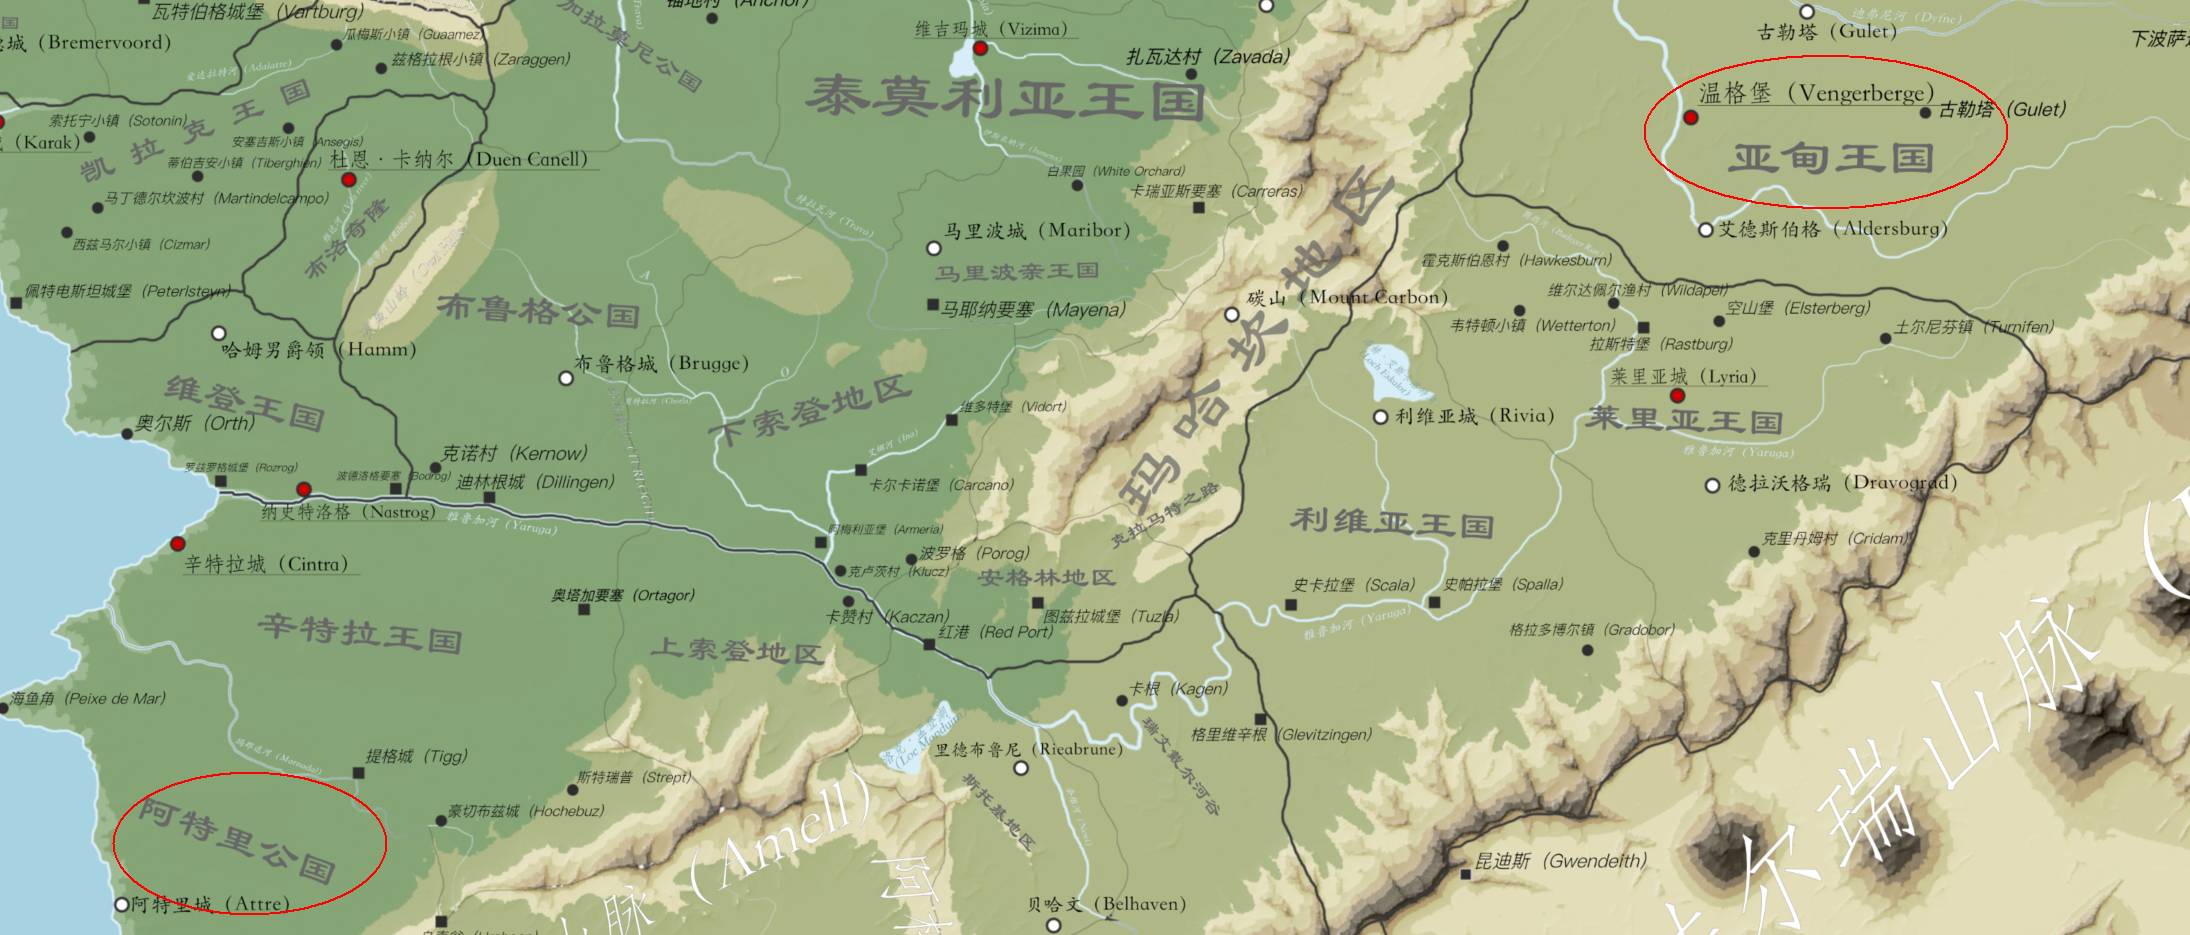 瓦特伯格城堡 (Vartburg)
(Bremervoord)
瓜梅斯小镇 (Guaamez)
兹格拉根小镇 (Zaraggen)
爱达拉特河 (Adalatte)
加拉莫尼公国
(Anchor)
维吉玛城 (Vizima)
扎瓦达村 (Zavada)
泰莫利亚王国
古勒塔 (Gulet)
迪弗尼河 (Dyfne)
下波萨
温格堡 (Vengerberge)
古勒塔 (Gulet)
亚甸王国
艾德斯伯格 (Aldersburg)
凯拉克王国
索托宁小镇 (Sotonin)
(Karak)
安塞吉斯小镇 (Ansegis)
蒂伯吉安小镇 (Tiberghien)
杜恩·卡纳尔 (Duen Canell)
马丁德尔坎波村 (Martindelcampo)
西兹马尔小镇 (Cizmar)
布洛奇隆
佩特电斯坦城堡 (Peterlsteyn)
特拉瓦河 (Trava)
白果园 (White Orchard)
卡瑞亚斯要塞 (Carreras)
马里波城 (Maribor)
马里波亲王国
马耶纳要塞 (Mayena)
玛哈坎地区
碳山 (Mount Carbon)
霍克斯伯恩村 (Hawkesburn)
维尔达佩尔渔村 (Wildapel)
韦特顿小镇 (Wetterton)
空山堡 (Elsterberg)
拉斯特堡 (Rastburg)
土尔尼芬镇 (Turnifen)
布鲁格公国
哈姆男爵领 (Hamm)
布鲁格城 (Brugge)
维登王国
奥尔斯 (Orth)
下索登地区
维多特堡 (Vidort)
(Loch Eskalott)
莱里亚城 (Lyria)
利维亚城 (Rivia)
莱里亚王国
雅鲁加河 (Yaruga)
克诺村 (Kernow)
罗兹罗格城堡 (Rozrog)
波德洛格要塞 (Bodrog)
迪林根城 (Dillingen)
卡尔卡诺堡 (Carcano)
艾娜河 (Ina)
德拉沃格瑞 (Dravograd)
纳史特洛格 (Nastrog)
雅鲁加河 (Yaruga)
克拉马特之路
利维亚王国
阿梅利亚堡 (Armeria)
波罗格 (Porog)
克里丹姆村 (Cridam)
辛特拉城 (Cintra)
克卢茨村 (Klucz)
安格林地区
奥塔加要塞 (Ortagor)
史卡拉堡 (Scala)
史帕拉堡 (Spalla)
卡赞村 (Kaczan)
图兹拉城堡 (Tuzla)
辛特拉王国
红港 (Red Port)
雅鲁加河 (Yaruga)
格拉多博尔镇 (Gradobor)
上索登地区
海鱼角 (Peixe de Mar)
卡根 (Kagen)
瑞文戴尔河谷
格里维辛根 (Glevitzingen)
玛那达河 (Marnadal)
提格城 (Tigg)
里德布鲁尼 (Rieabrune)
斯特瑞普 (Strept)
斯托基地区
阿特里公国
豪切布兹城 (Hochebuz)
山脉 (Amell)
昆迪斯 (Gwendeith)
尔瑞山脉
阿特里城 (Attre)
贝哈文 (Belhaven)